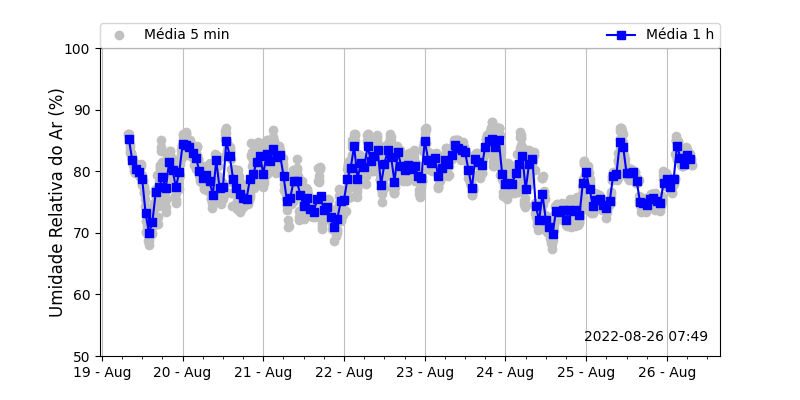 Média 5 min Média 1 h
100
90
80
70
60
50
Umidade Relativa do Ar (%)
2022-08-26 07:49
19 - Aug 20 - Aug 21 - Aug 22 - Aug 23 - Aug 24 - Aug 25 - Aug 26 - Aug